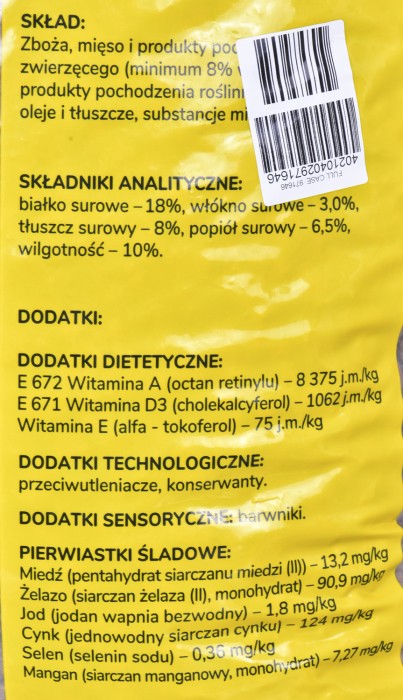 SKŁAD:
Zboża, mięso i produkty
zwierzęcego (minimum 8%
produkty pochodzenia
oleje i tłuszcze, substancje
4021040297164​6
FULL CASE: 971646
SKŁADNIKI ANALITYCZNE:
białko surowe – 18%, włókno surowe – 3,0%,
tłuszcz surowy – 8%, popiół surowy – 6,5%,
wilgotność – 10%.
DODATKI:
DODATKI DIETETYCZNE:
E 672 Witamina A (octan retinylu) – 8 375 j.m./kg
E 671 Witamina D3 (cholekalcyferol) – 1062 j.m./kg
Witamina E (alfa - tokoferol) – 75 j.m./kg
DODATKI TECHNOLOGICZNE:
przeciwutleniacze, konserwanty.
DODATKI SENSORYCZNE: barwniki.
PIERWIASTKI ŚLADOWE:
Miedź (pentahydrat siarczanu miedzi (II)) – 13,2 mg/kg
Żelazo (siarczan żelaza (II), monohydrat) – 90,9 mg/kg
Jod (jodan wapnia bezwodny) – 1,8 mg/kg
Cynk (jednowodny siarczan cynku) – 124 mg/kg
Selen (selenin sodu) – 0,36 mg/kg
Mangan (siarczan manganowy, monohydrat) – 7,27 mg/kg